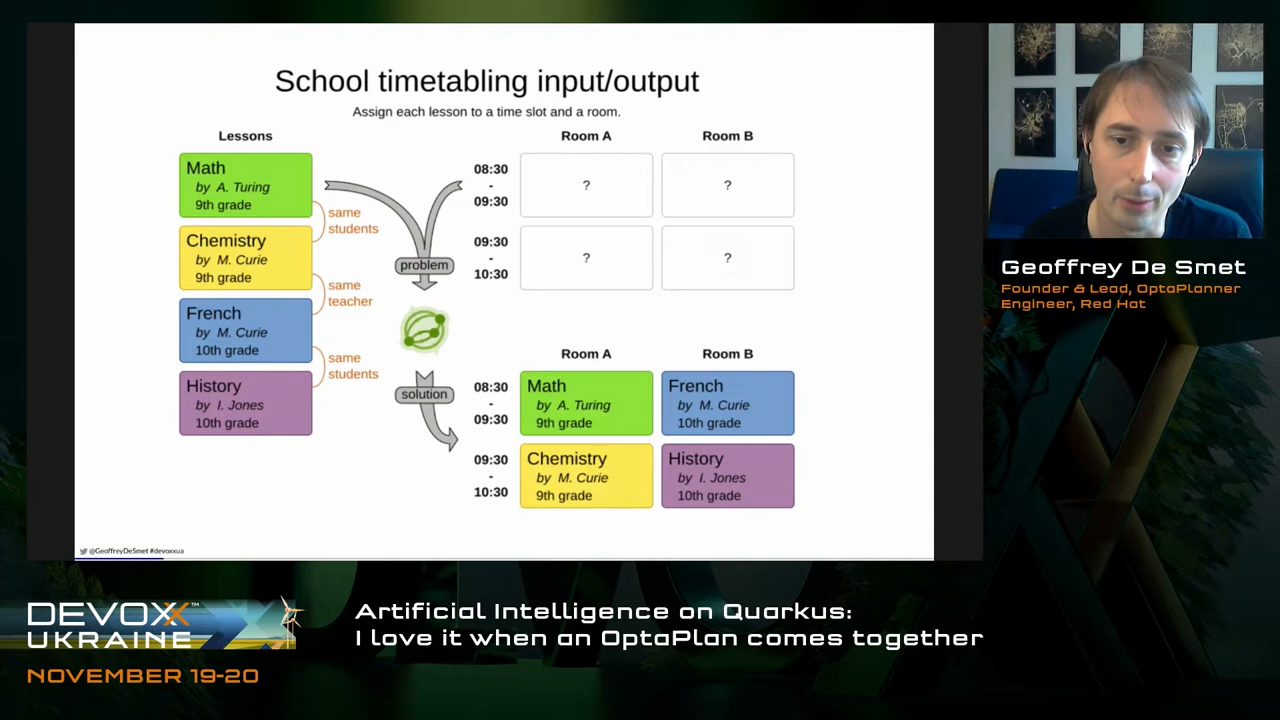 School timetabling input/output
Assign each lesson to a time slot and a room.
Lessons
Math
by A. Turing
9th grade
same
students
Chemistry
by M. Curie
9th grade
same
teacher
French
by M. Curie
10th grade
same
students
History
by I. Jones
10th grade
problem
solution
Room A
Room B
08:30
-
09:30
?
?
09:30
-
10:30
?
?
Room A
Room B
08:30
-
09:30
Math
by A. Turing
9th grade
French
by M. Curie
10th grade
09:30
-
10:30
Chemistry
by M. Curie
9th grade
History
by I. Jones
10th grade
@GeoffreyDeSmet #devoxxua
Geoffrey De Smet
Founder & Lead, OptaPlanner
Engineer, Red Hat
DEVOXX™
UKRAINE
NOVEMBER 19-20
Artificial Intelligence on Quarkus:
I love it when an OptaPlan comes together